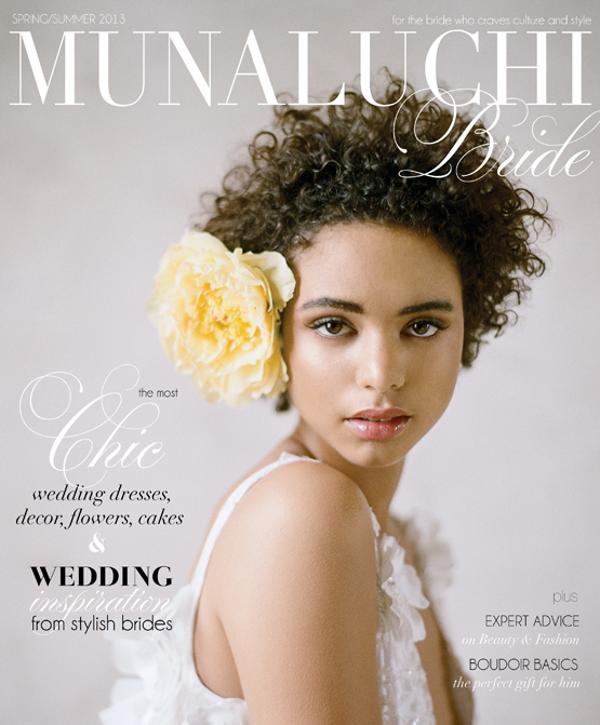 SPRING/SUMMER 2013
for the bride who craves culture and style
MUNALUCHI
Bride
the most
Chic
wedding dresses,
decor, flowers, cakes
&
WEDDING
inspiration
from stylish brides
plus
EXPERT ADVICE
on Beauty & Fashion
BOUDOIR BASICS
the perfect gift for him